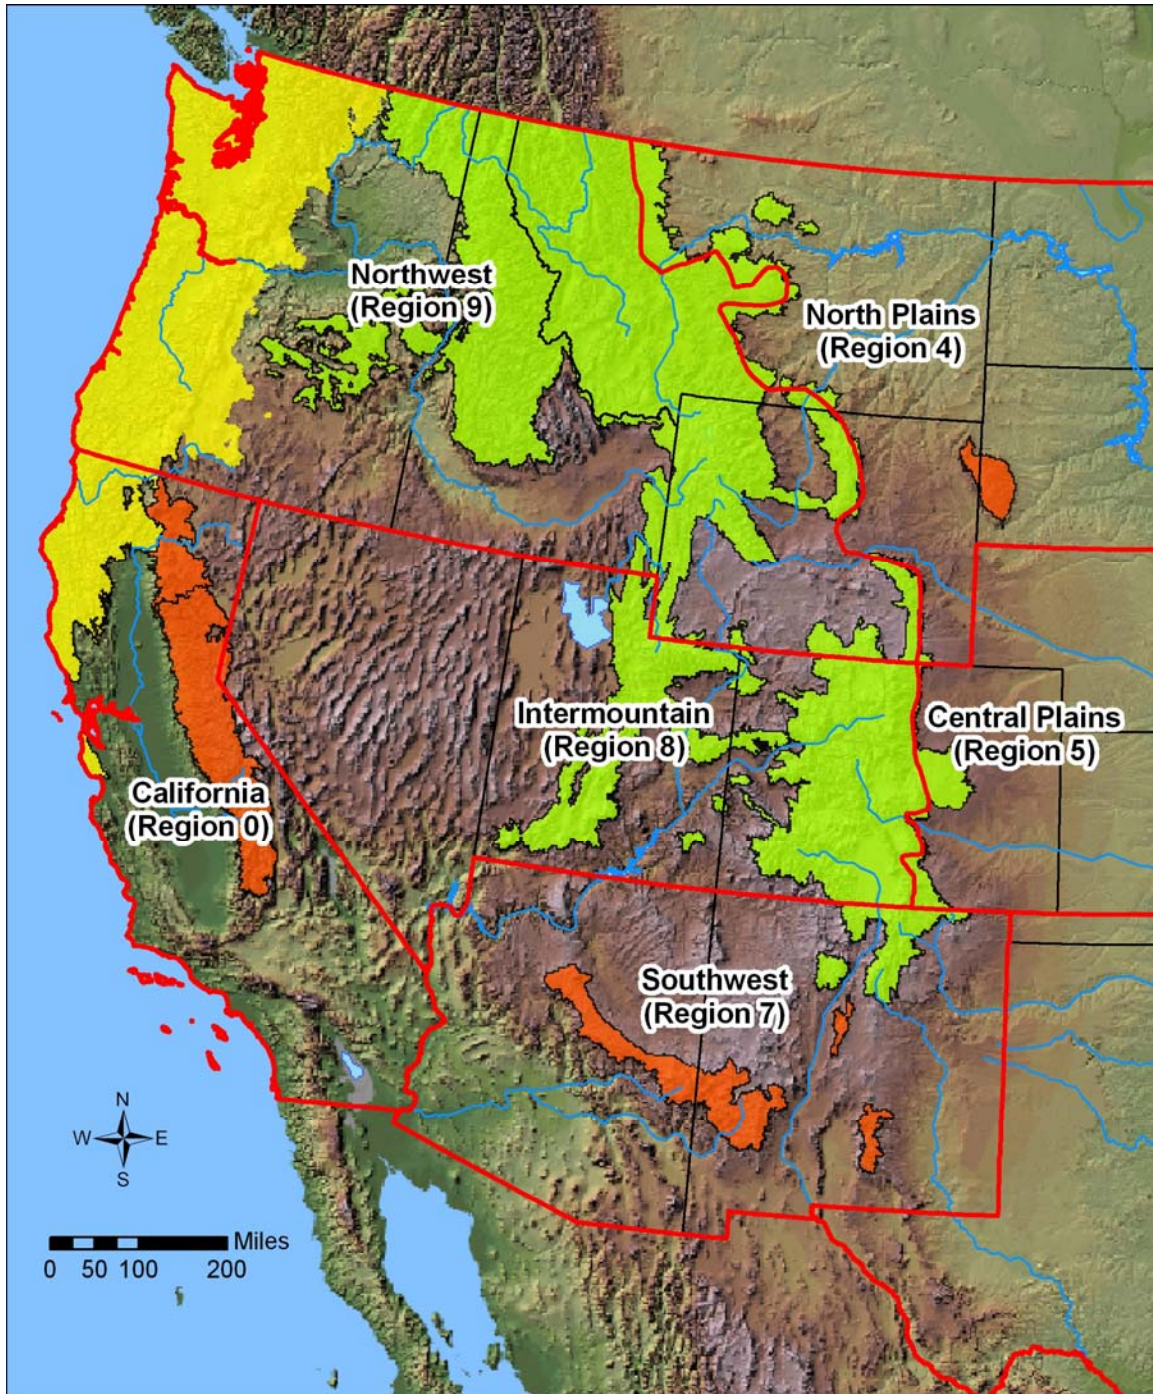 Northwest
(Region 9)
North Plains
(Region 4)
Intermountain
(Region 8)
Central Plains
(Region 5)
California
(Region 0)
Southwest
(Region 7)
N
W E
S
Miles
0 50 100 200